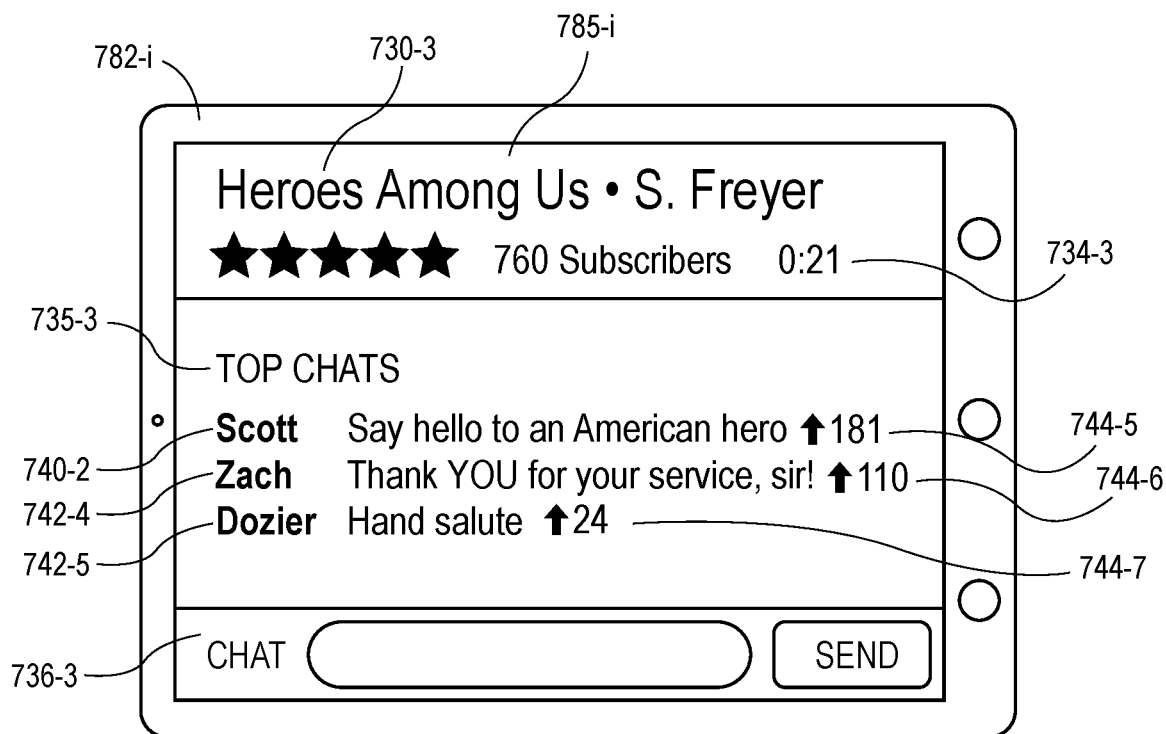 785-i
730-3
782-i
Heroes Among Us • S. Freyer
★★★★★ 760 Subscribers 0:21
734-3
735-3
TOP CHATS
Scott Say hello to an American hero ⬆181
744-5
740-2
Zach Thank YOU for your service, sir! ⬆110
744-6
742-4
Dozier Hand salute ⬆24
742-5
744-7
CHAT SEND
736-3